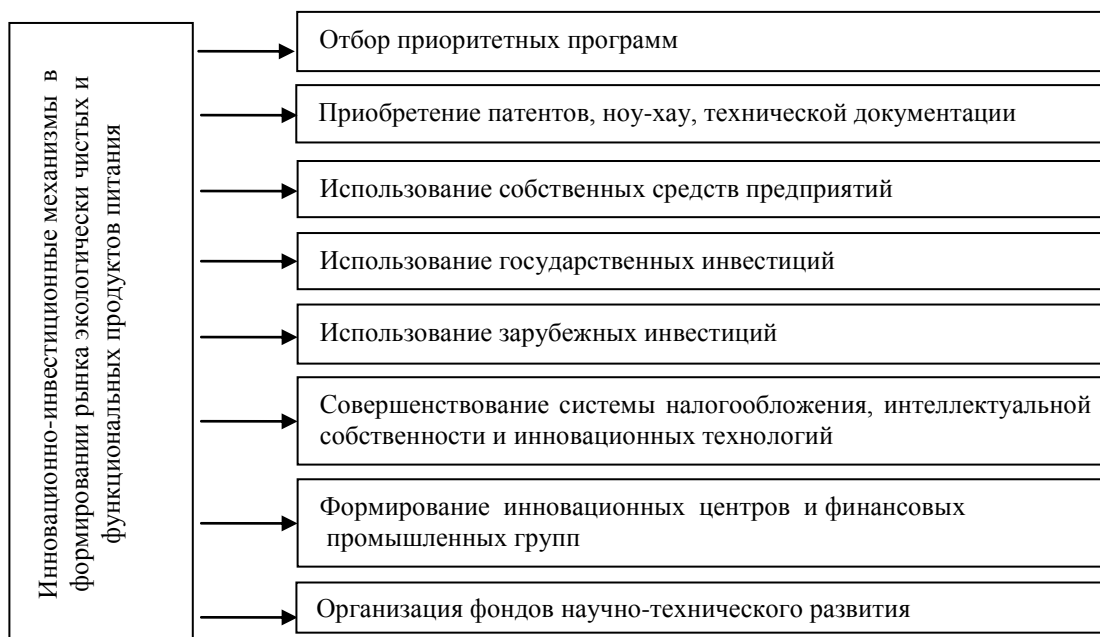 Инновационно-инвестиционные механизмы в
формировании рынка экологически чистых и
функциональных продуктов питания
Отбор приоритетных программ
Приобретение патентов, ноу-хау, технической документации
Использование собственных средств предприятий
Использование государственных инвестиций
Использование зарубежных инвестиций
Совершенствование системы налогообложения, интеллектуальной
собственности и инновационных технологий
Формирование инновационных центров и финансовых
промышленных групп
Организация фондов научно-технического развития